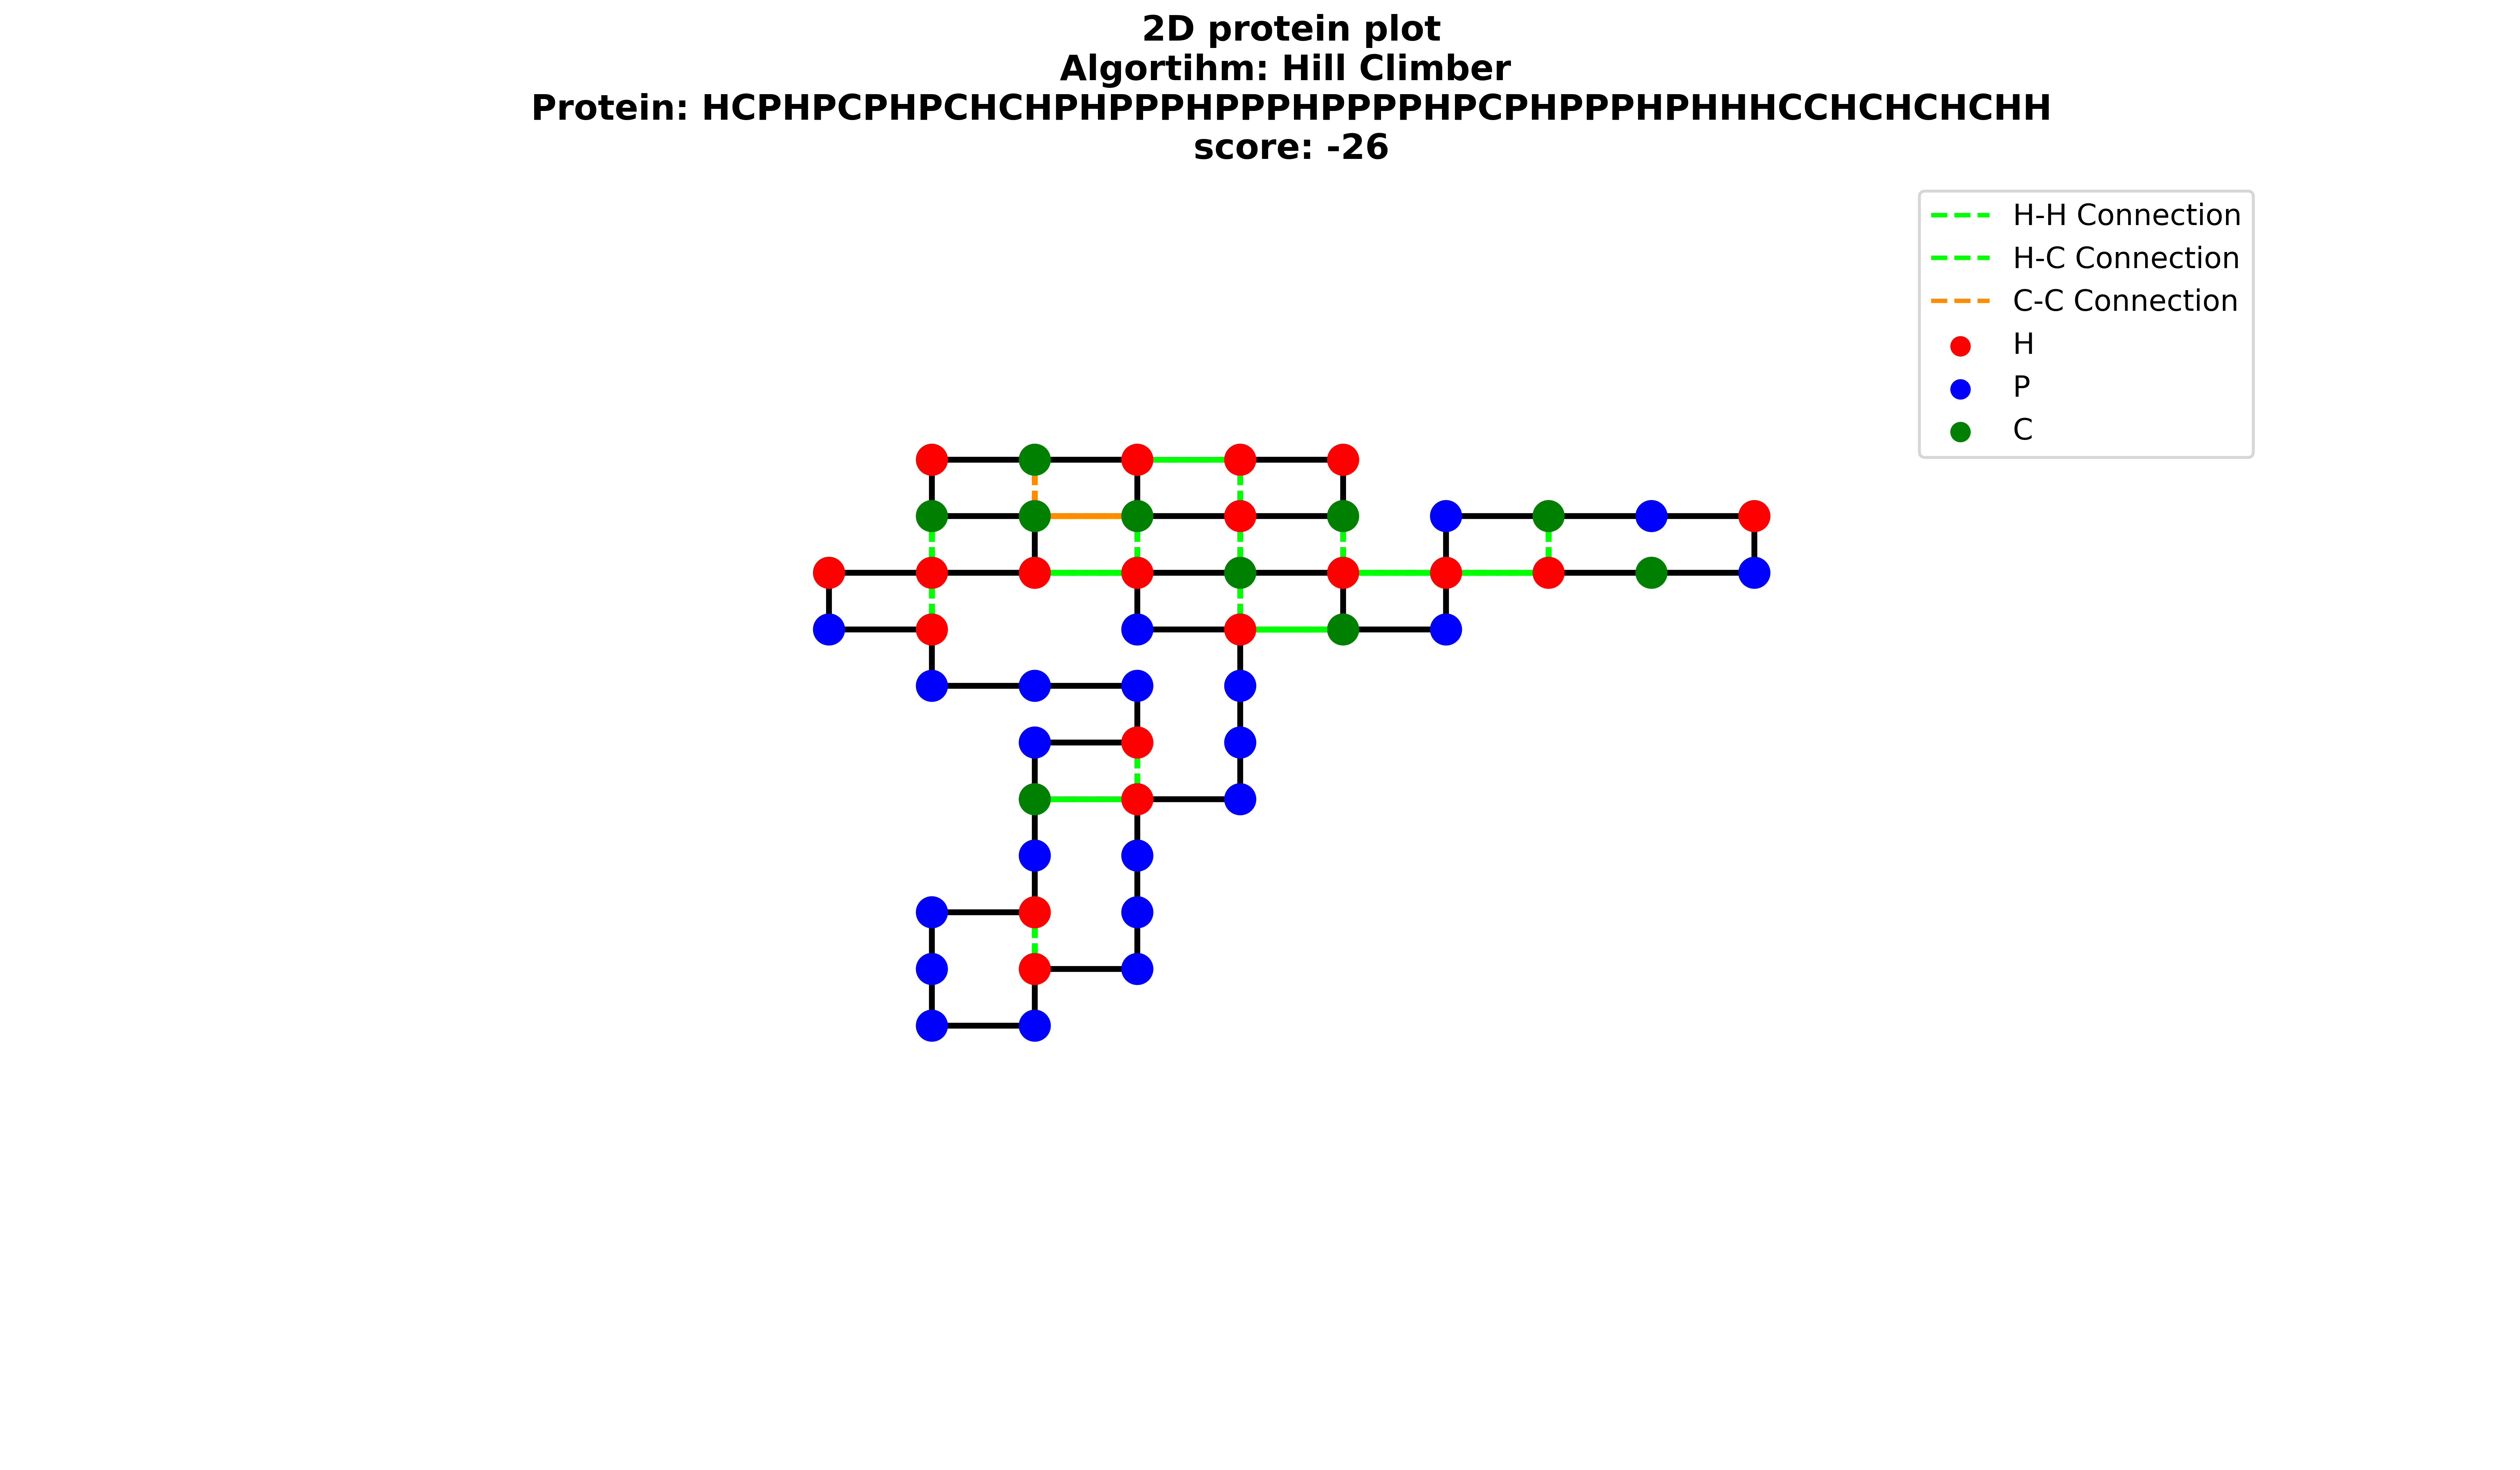 2D protein plot
Algortihm: Hill Climber
Protein: HCPHPCPHPCHCHPHPPPHPPPHPPPPHPCPHPPPHPHHHCCHCHCHCHH
score: -26
H-H Connection
H-C Connection
C-C Connection
H
P
C